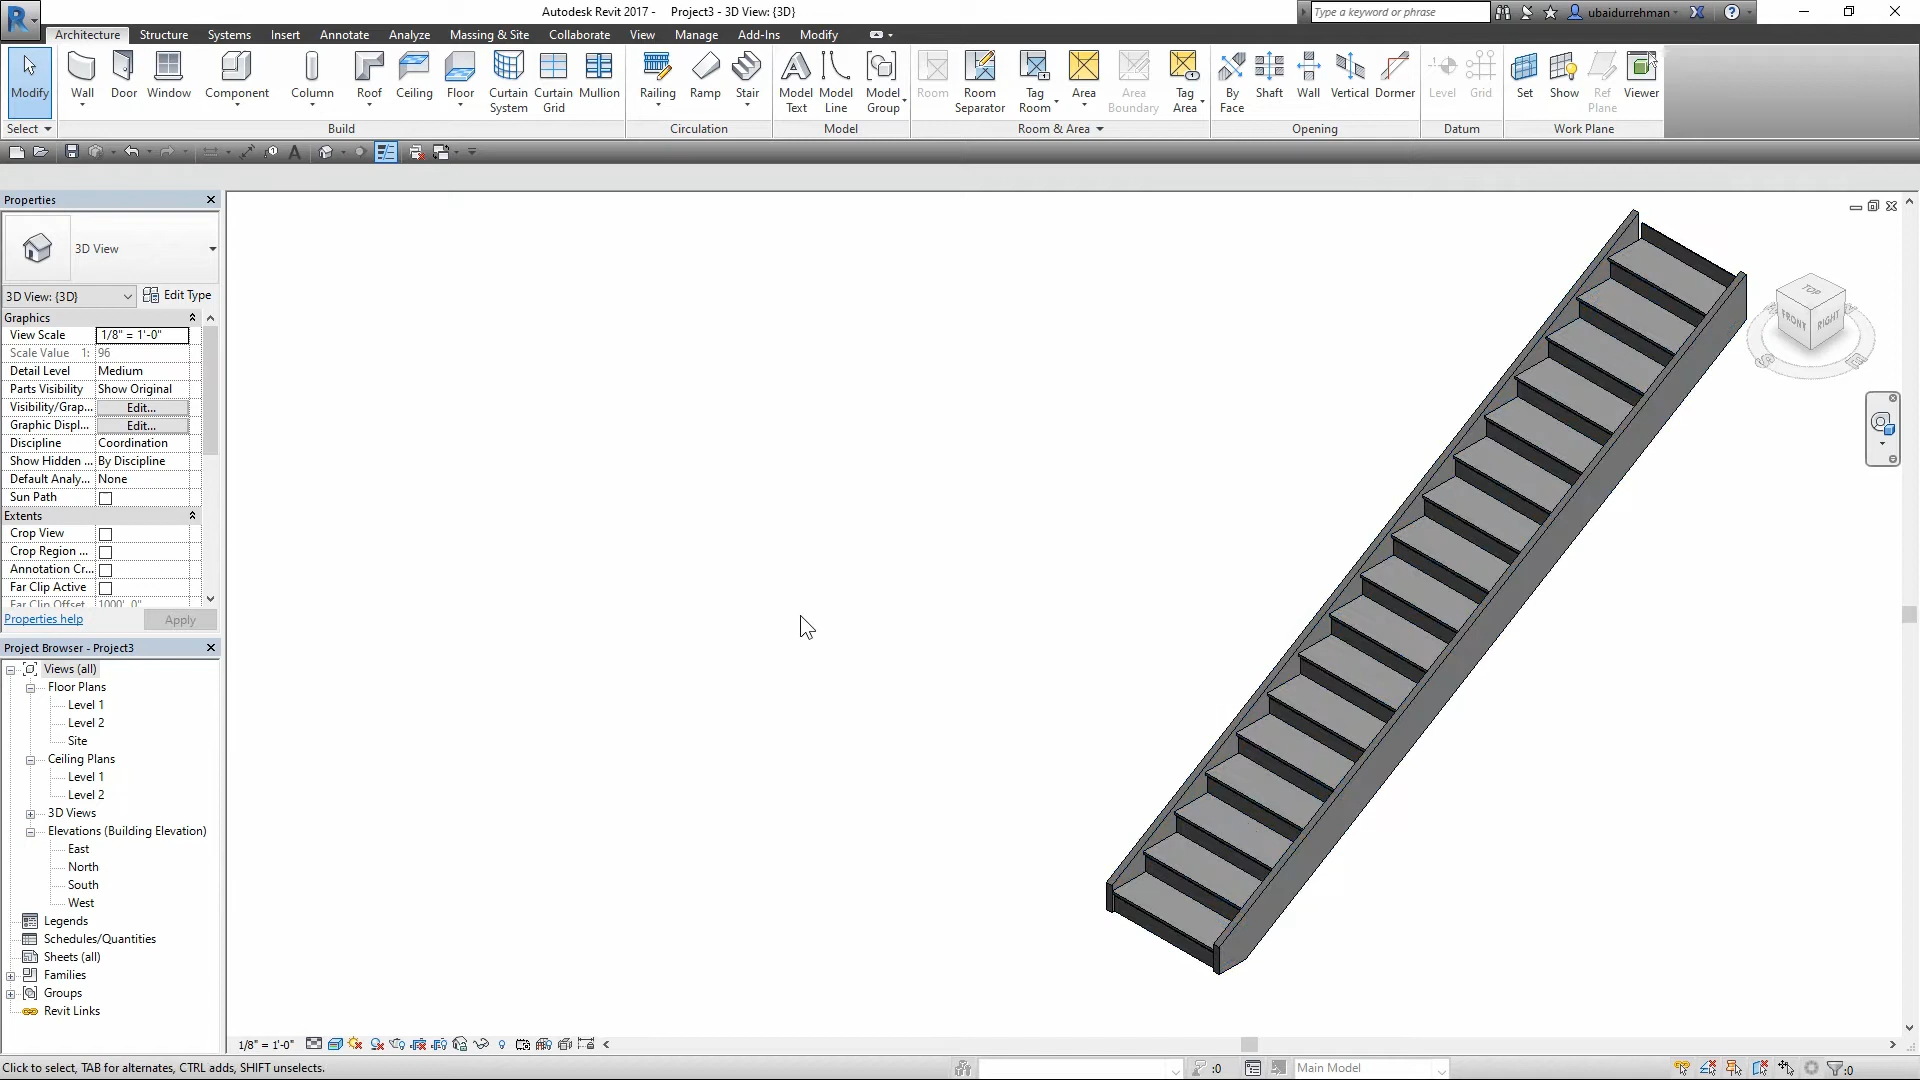 Autodesk Revit 2017 - Project3 - 3D View: {3D}
Type a keyword or phrase
ubaidurrehman
Architecture Structure Systems Insert Annotate Analyze Massing & Site Collaborate View Manage Add-Ins Modify
Modify Wall Door Window Component Column Roof Ceiling Floor Curtain System Curtain Grid Mullion Railing Ramp Stair Model Text Model Line Model Group Room Room Separator Tag Room Area Area Boundary Tag Area By Face Shaft Wall Vertical Dormer Level Grid Set Show Ref Plane Viewer
Select Build Circulation Model Room & Area Opening Datum Work Plane
Properties
3D View
3D View: {3D} Edit Type
Graphics
View Scale 1/8" = 1'-0"
Scale Value 1: 96
Detail Level Medium
Parts Visibility Show Original
Visibility/Grap... Edit...
Graphic Displ... Edit...
Discipline Coordination
Show Hidden ... By Discipline
Default Analy... None
Sun Path
Extents
Crop View
Crop Region ...
Annotation Cr...
Far Clip Active
Far Clip Offset 1000' 0"
Properties help Apply
Project Browser - Project3
Views (all)
Floor Plans
Level 1
Level 2
Site
Ceiling Plans
Level 1
Level 2
3D Views
Elevations (Building Elevation)
East
North
South
West
Legends
Schedules/Quantities
Sheets (all)
Families
Groups
Revit Links
TOP
FRONT RIGHT
S E
1/8" = 1'-0"
Click to select, TAB for alternates, CTRL adds, SHIFT unselects.
:0
Main Model
:0